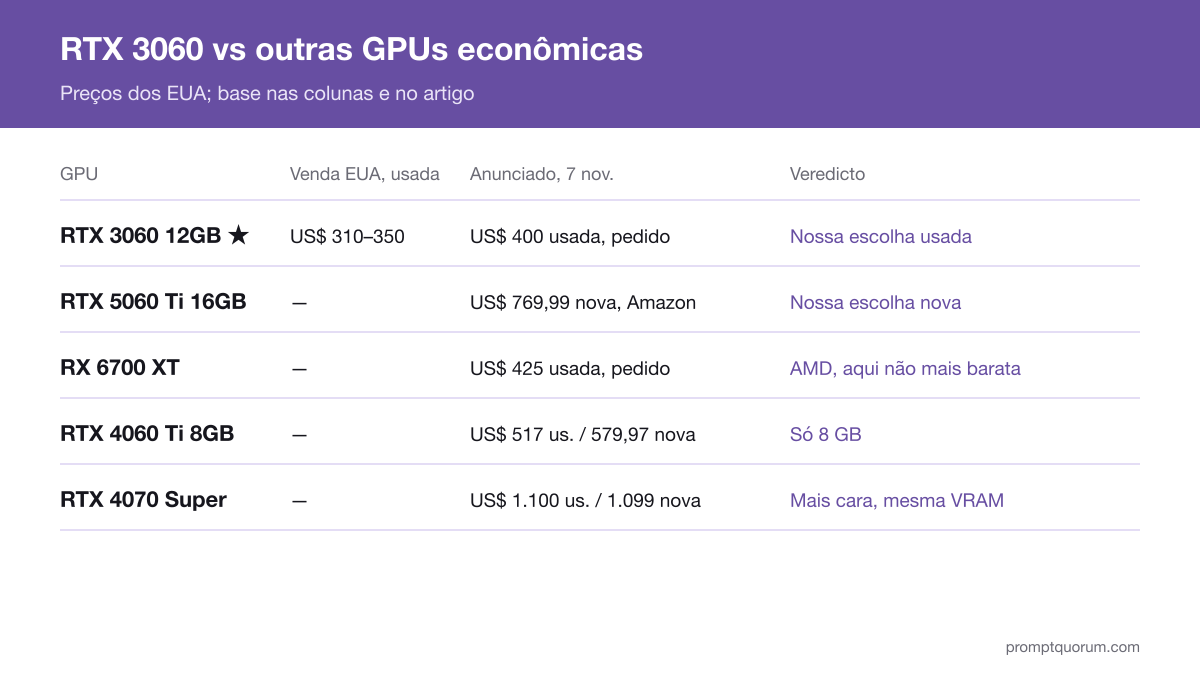 RTX 3060 vs outras GPUs econômicas
Preços dos EUA; base nas colunas e no artigo
GPU Venda EUA, usada Anunciado, 7 nov. Veredicto
RTX 3060 12GB ★ US$ 310–350 US$ 400 usada, pedido Nossa escolha usada
RTX 5060 Ti 16GB — US$ 769,99 nova, Amazon Nossa escolha nova
RX 6700 XT — US$ 425 usada, pedido AMD, aqui não mais barata
RTX 4060 Ti 8GB — US$ 517 us. / 579,97 nova Só 8 GB
RTX 4070 Super — US$ 1.100 us. / 1.099 nova Mais cara, mesma VRAM
promptquorum.com